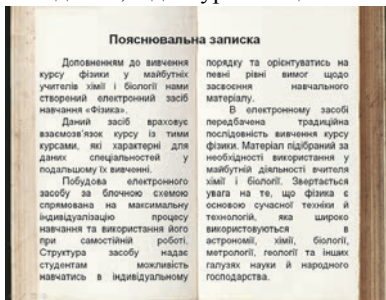 Пояснювальна записка
Доповненням до вивчення
курсу фізики у майбутніх
учителів хімії і біології нами
створений електронний засіб
навчання «Фізика».
Даний засіб враховує
взаємозв'язок курсу із тими
курсами, які характерні для
даних спеціальностей у
подальшому їх вивченні.
Побудова електронного
засобу за блочною схемою
спрямована на максимальну
індивідуалізацію процесу
навчання та використання його
при самостійній роботі.
Структура засобу надає
студентам можливість
навчатись в індивідуальному
порядку та орієнтуватись на
певні рівні вимог щодо
засвоєння навчального
матеріалу.
В електронному засобі
передбачена традиційна
послідовність вивчення курсу
фізики. Матеріал підібраний за
необхідності використання у
майбутній діяльності вчителя
хімії і біології. Звертається
увага на те, що фізика є
основою сучасної техніки й
технологій, яка широко
використовуються в
астрономії, хімії, біології,
метрології, геології та інших
галузях науки й народного
господарства.